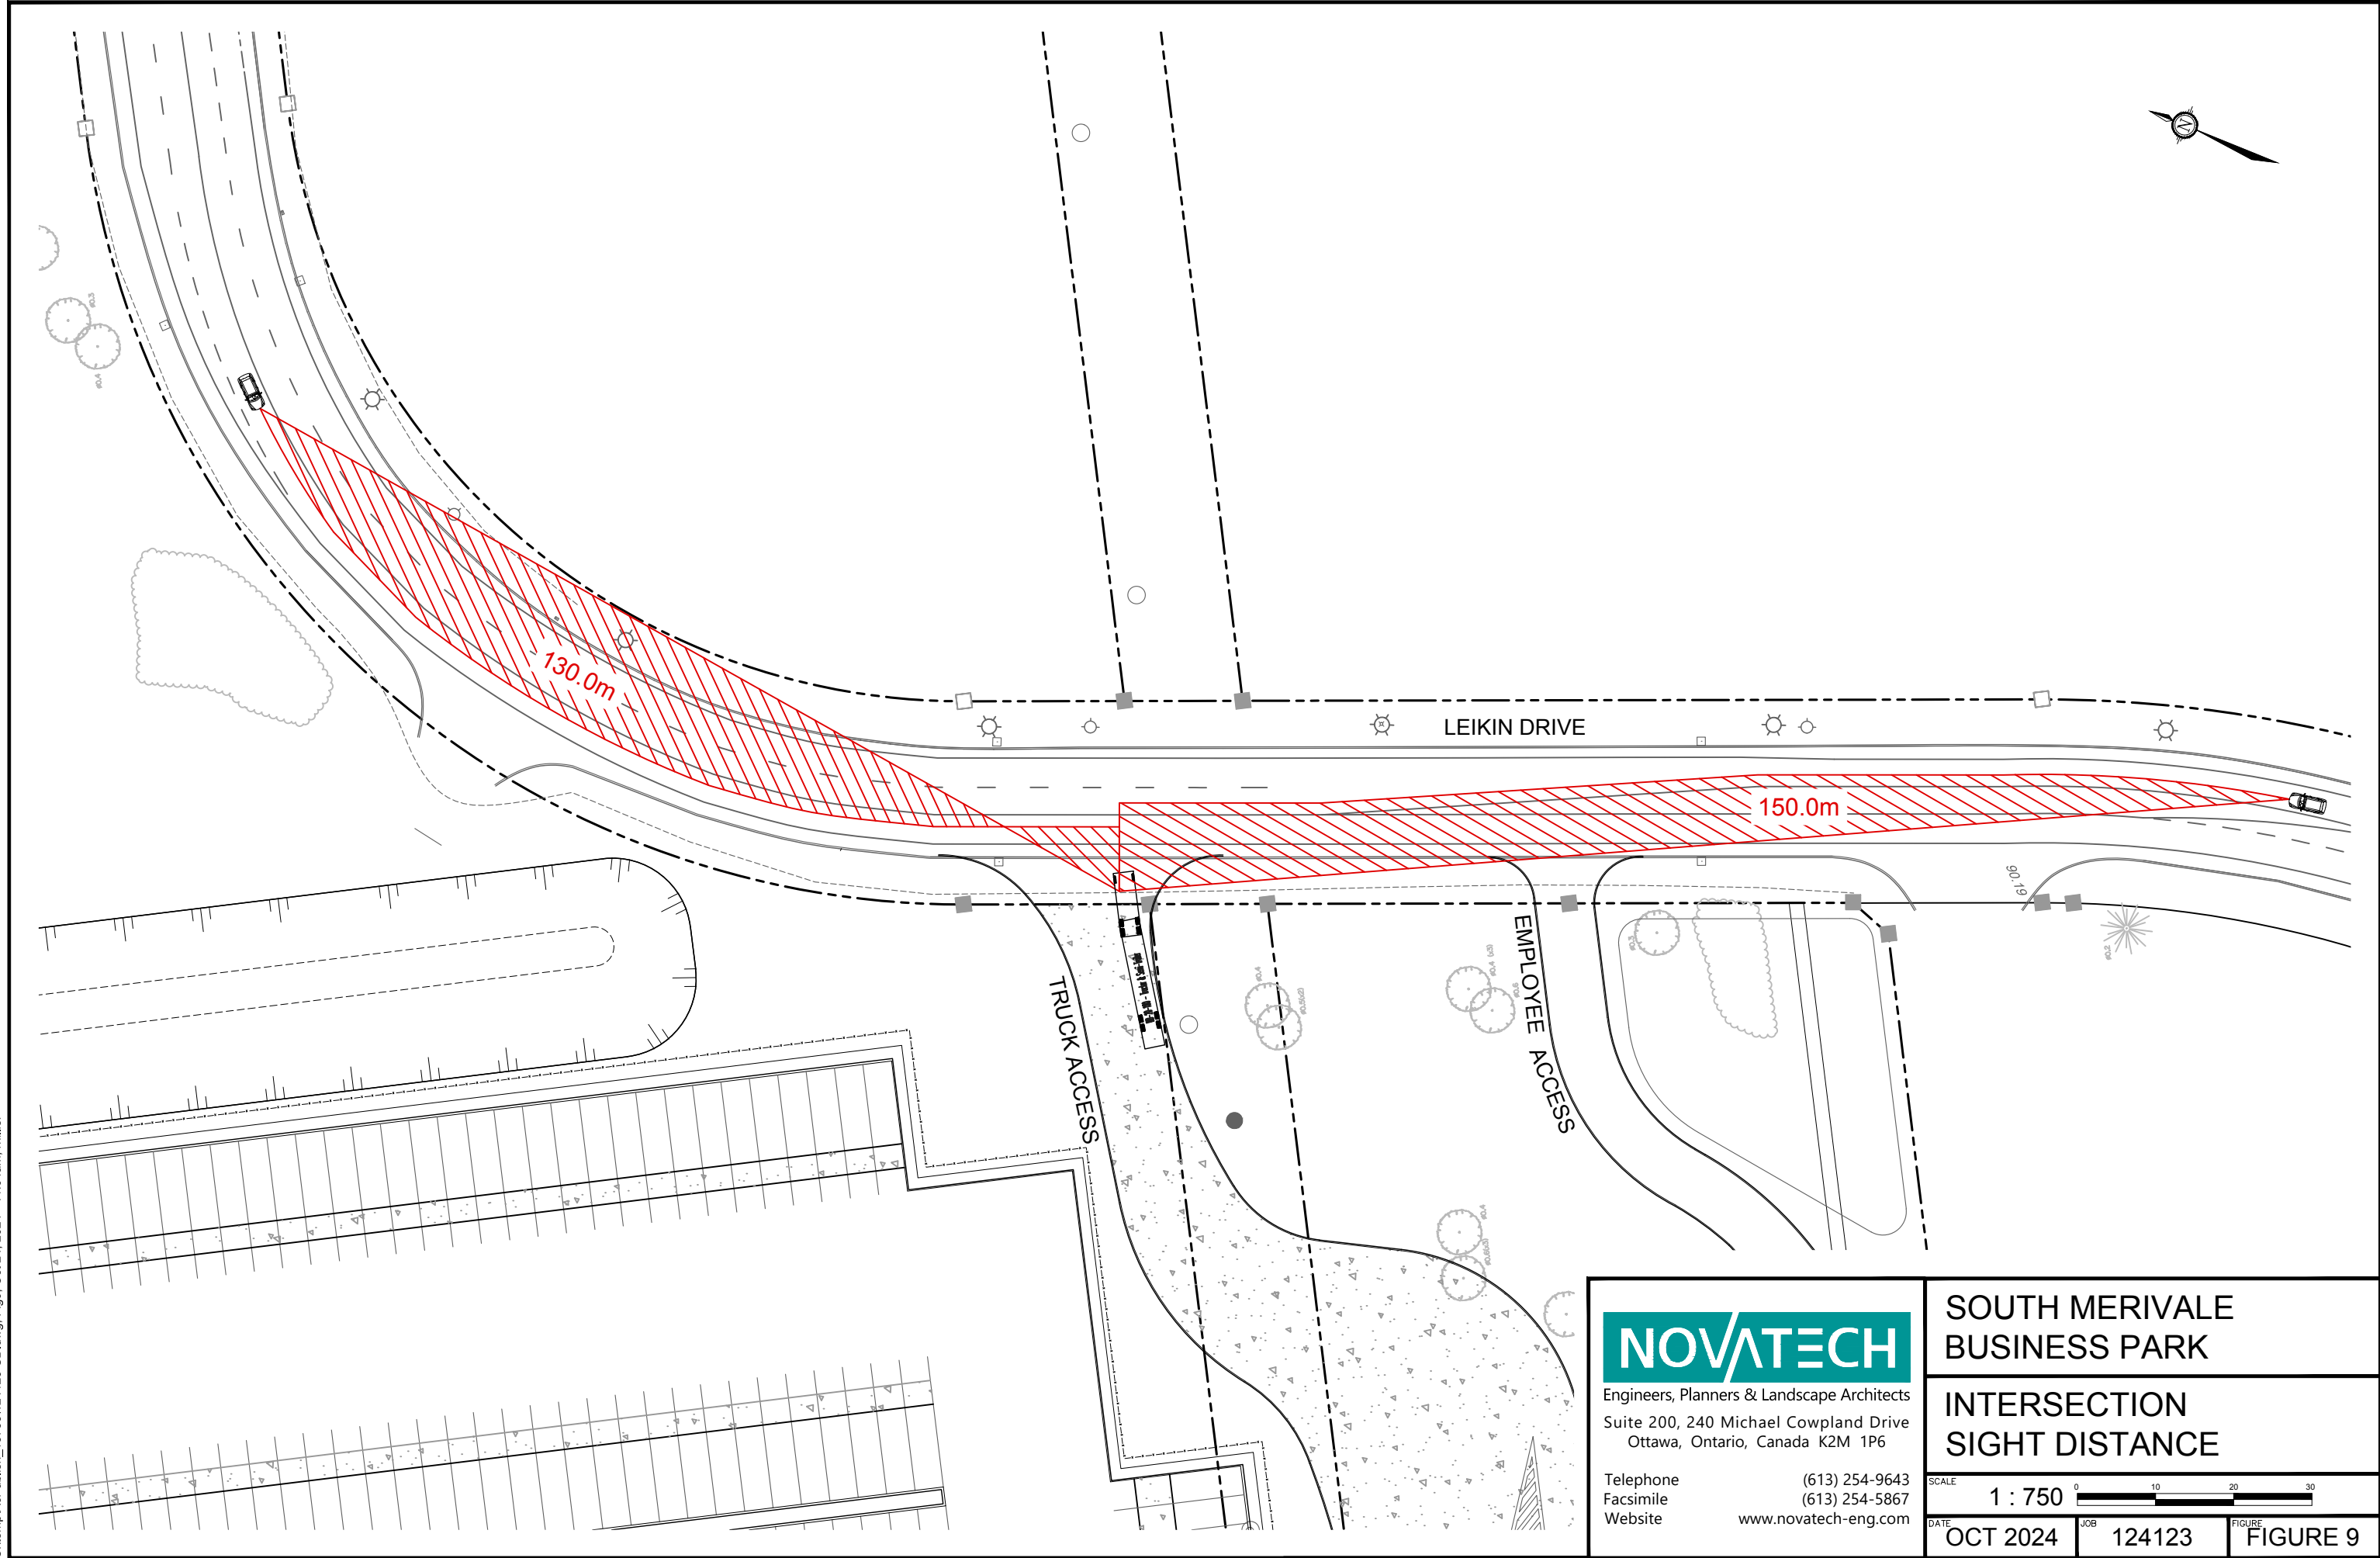 N
LEIKIN DRIVE
130.0m
150.0m
90.19
TRUCK ACCESS
EMPLOYEE ACCESS
NOVATECH
Engineers, Planners & Landscape Architects
Suite 200, 240 Michael Cowpland Drive
Ottawa, Ontario, Canada K2M 1P6
Telephone (613) 254-9643
Facsimile (613) 254-5867
Website www.novatech-eng.com
SOUTH MERIVALE
BUSINESS PARK
INTERSECTION
SIGHT DISTANCE
SCALE
1 : 750
0 10 20 30
DATE
OCT 2024
JOB
124123
FIGURE
FIGURE 9